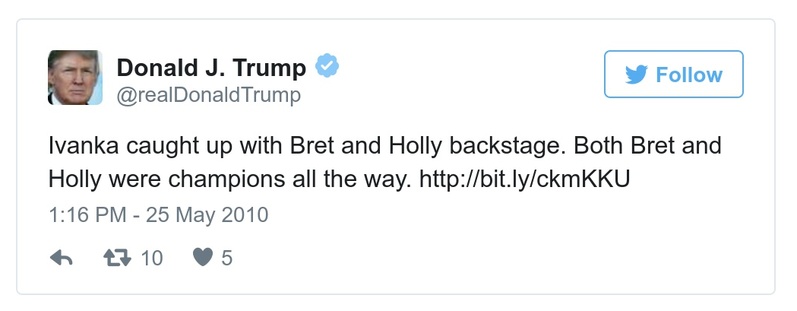 Donald J. Trump
@realDonaldTrump
Follow
Ivanka caught up with Bret and Holly backstage. Both Bret and
Holly were champions all the way. http://bit.ly/ckmKKU
1:16 PM - 25 May 2010
10 5